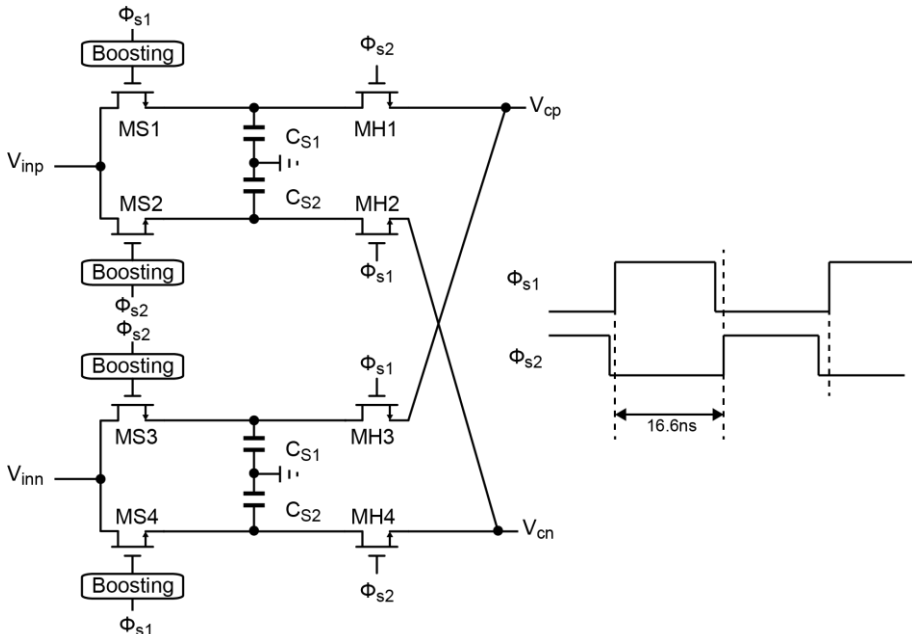 Φs1
Boosting
Φs2
MS1
MH1
Vcp
CS1
Vinp
MS2
CS2
MH2
Boosting
Φs1
Φs2
Φs2
Boosting
Φs1
MS3
MH3
CS1
Vinn
MS4
CS2
MH4
Vcn
Boosting
Φs2
Φs1
Φs1
Φs2
16.6ns